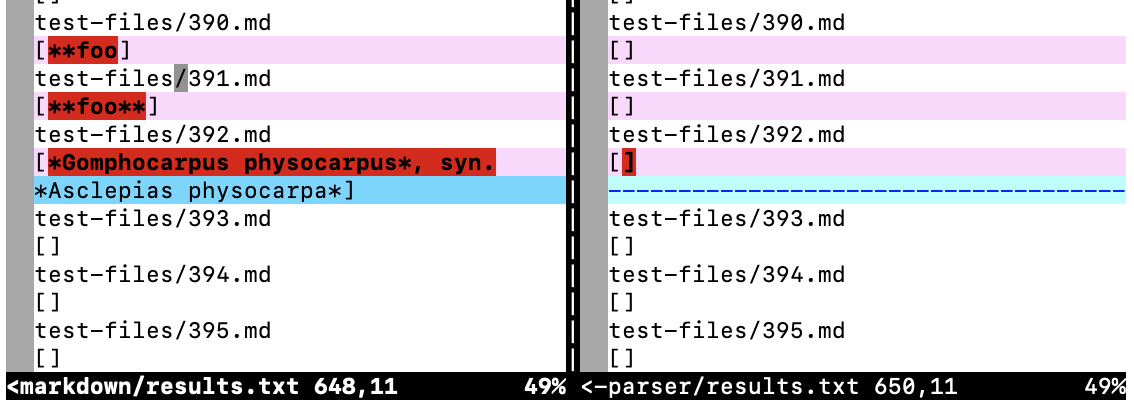 []
test-files/390.md
[**foo]
test-files/391.md
[**foo**]
test-files/392.md
[*Gomphocarpus physocarpus*, syn.
*Asclepias physocarpa*]
test-files/393.md
[]
test-files/394.md
[]
test-files/395.md
[]
<markdown/results.txt 648,11 49%
[]
test-files/390.md
[]
test-files/391.md
[]
test-files/392.md
[]
-------------------------------------
test-files/393.md
[]
test-files/394.md
[]
test-files/395.md
[]
<-parser/results.txt 650,11 49%